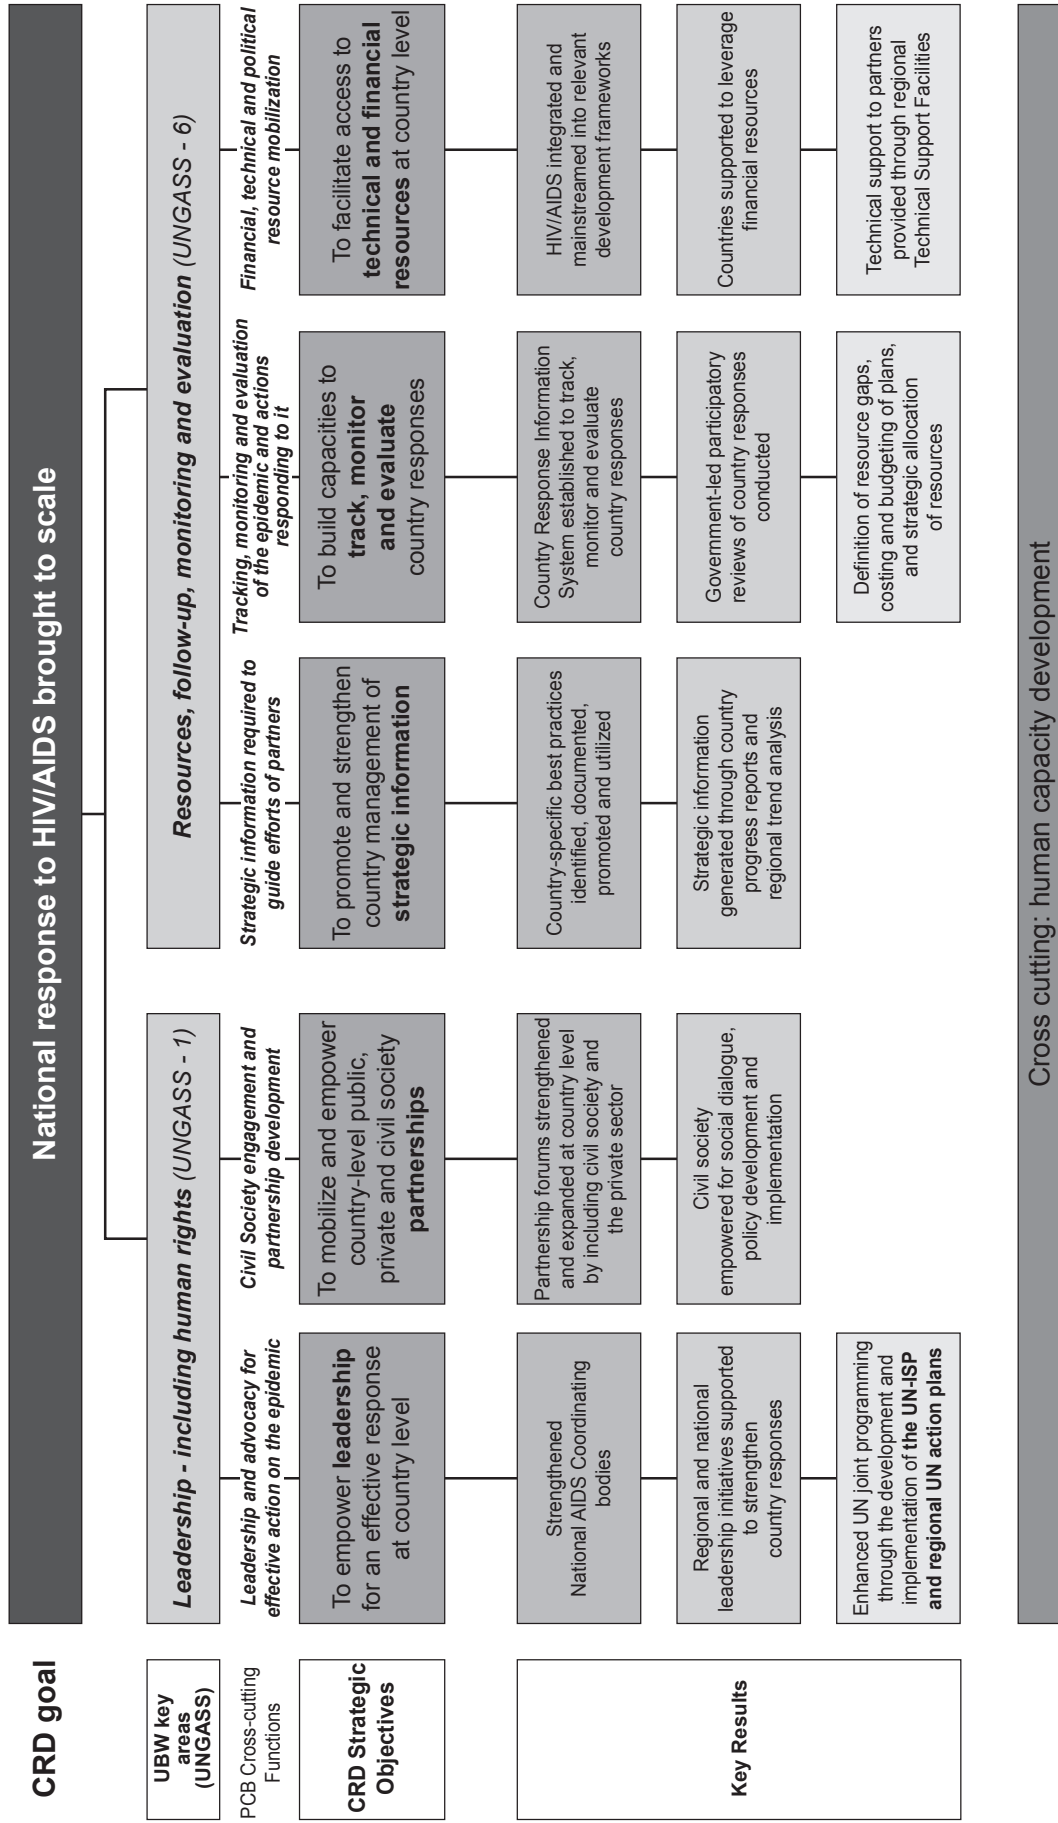 CRD goal
National response to HIV/AIDS brought to scale
UBW key
areas
(UNGASS)
Leadership - including human rights (UNGASS - 1)
Resources, follow-up, monitoring and evaluation (UNGASS - 6)
PCB Cross-cutting
Functions
Leadership and advocacy for
effective action on the epidemic
Civil Society engagement and
partnership development
Strategic information required to
guide efforts of partners
Tracking, monitoring and evaluation
of the epidemic and actions
responding to it
Financial, technical and political
resource mobilization
CRD Strategic
Objectives
To empower leadership
for an effective response
at country level
To mobilize and empower
country-level public,
private and civil society
partnerships
To promote and strengthen
country management of
strategic information
To build capacities to
track, monitor
and evaluate
country responses
To facilitate access to
technical and financial
resources at country level
Key Results
Strengthened
National AIDS Coordinating
bodies
Partnership forums strengthened
and expanded at country level
by including civil society and
the private sector
Country-specific best practices
identified, documented,
promoted and utilized
Country Response Information
System established to track,
monitor and evaluate
country responses
HIV/AIDS integrated and
mainstreamed into relevant
development frameworks
Regional and national
leadership initiatives supported
to strengthen
country responses
Civil society
empowered for social dialogue,
policy development and
implementation
Strategic information
generated through country
progress reports and
regional trend analysis
Government-led participatory
reviews of country responses
conducted
Countries supported to leverage
financial resources
Enhanced UN joint programming
through the development and
implementation of the UN-ISP
and regional UN action plans
Definition of resource gaps,
costing and budgeting of plans,
and strategic allocation
of resources
Technical support to partners
provided through regional
Technical Support Facilities
Cross cutting: human capacity development